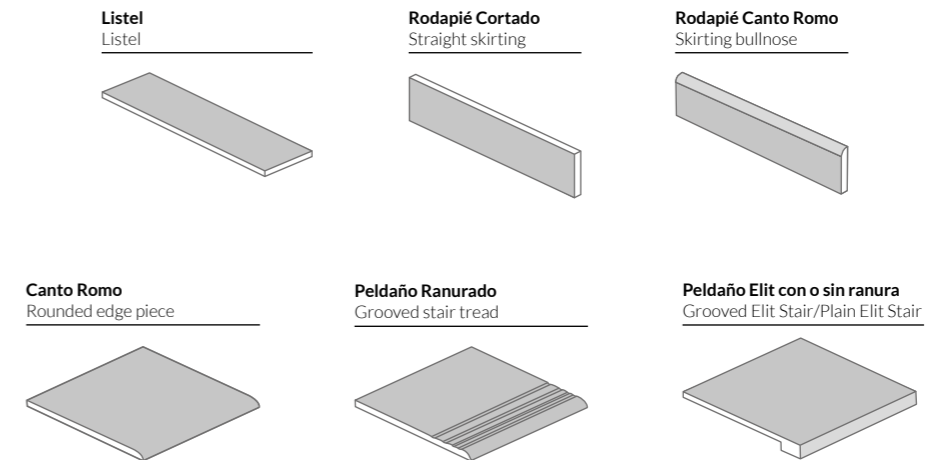 Listel
Listel
Rodapié Cortado
Straight skirting
Rodapié Canto Romo
Skirting bullnose
Canto Romo
Rounded edge piece
Peldaño Ranurado
Grooved stair tread
Peldaño Elit con o sin ranura
Grooved Elit Stair/Plain Elit Stair